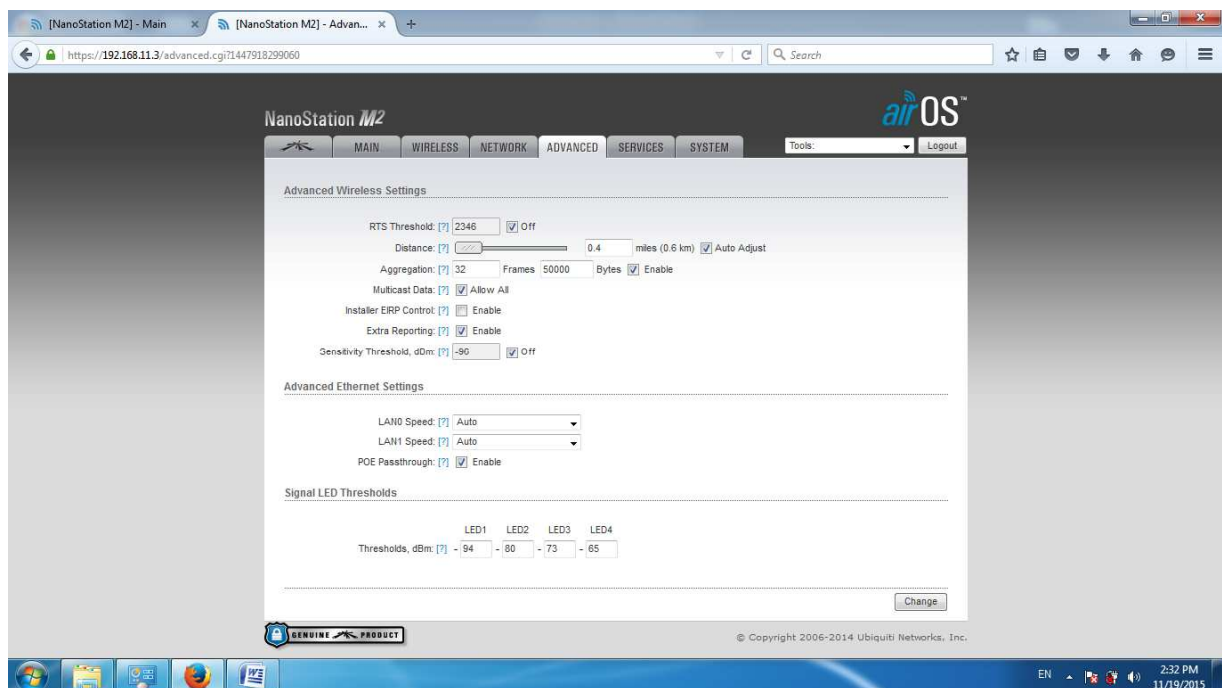 [NanoStation M2] - Main × [NanoStation M2] - Advan... × +
https://192.168.11.3/advanced.cgi?1447918299060 Search
NanoStation M2 airOS™
MAIN WIRELESS NETWORK ADVANCED SERVICES SYSTEM Tools: Logout
Advanced Wireless Settings
RTS Threshold: [?] 2346 Off
Distance: [?] 0.4 miles (0.6 km) Auto Adjust
Aggregation: [?] 32 Frames 50000 Bytes Enable
Multicast Data: [?] Allow All
Installer EIRP Control: [?] Enable
Extra Reporting: [?] Enable
Sensitivity Threshold, dBm: [?] -96 Off
Advanced Ethernet Settings
LAN0 Speed: [?] Auto
LAN1 Speed: [?] Auto
POE Passthrough: [?] Enable
Signal LED Thresholds
LED1 LED2 LED3 LED4
Thresholds, dBm: [?] - 94 - 80 - 73 - 65
Change
GENUINE PRODUCT © Copyright 2006-2014 Ubiquiti Networks, Inc.
EN 2:32 PM
11/19/2015